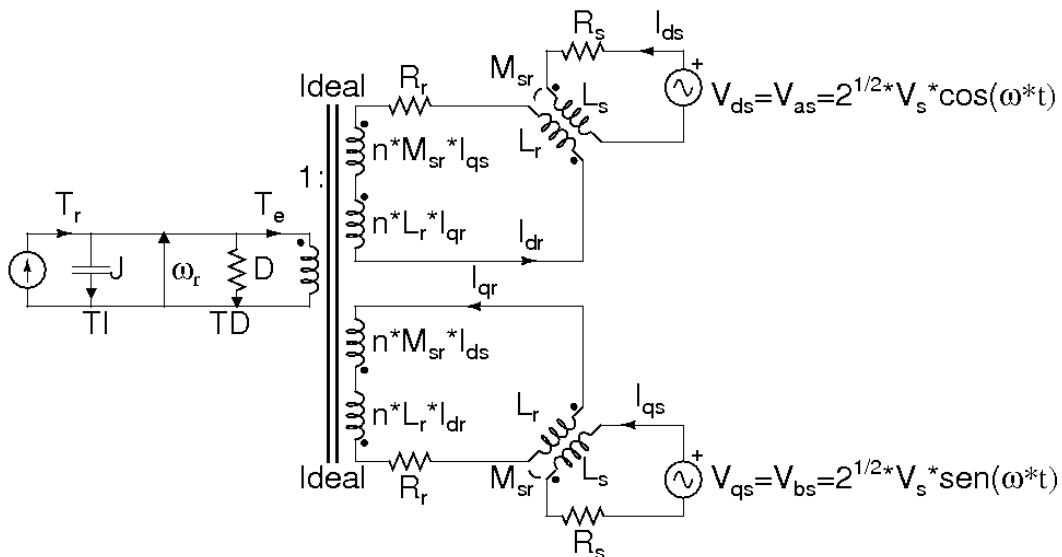 R_s
I_ds
Ideal
R_r
M_sr
L_s
V_ds=V_as=2^1/2*V_s*cos(ω*t)
n*M_sr*I_qs
L_r
1:
T_r
T_e
n*L_r*I_qr
J
ω_r
D
I_dr
TI
TD
I_qr
n*M_sr*I_ds
n*L_r*I_dr
L_r
I_qs
Ideal
R_r
M_sr
L_s
V_qs=V_bs=2^1/2*V_s*sen(ω*t)
R_s